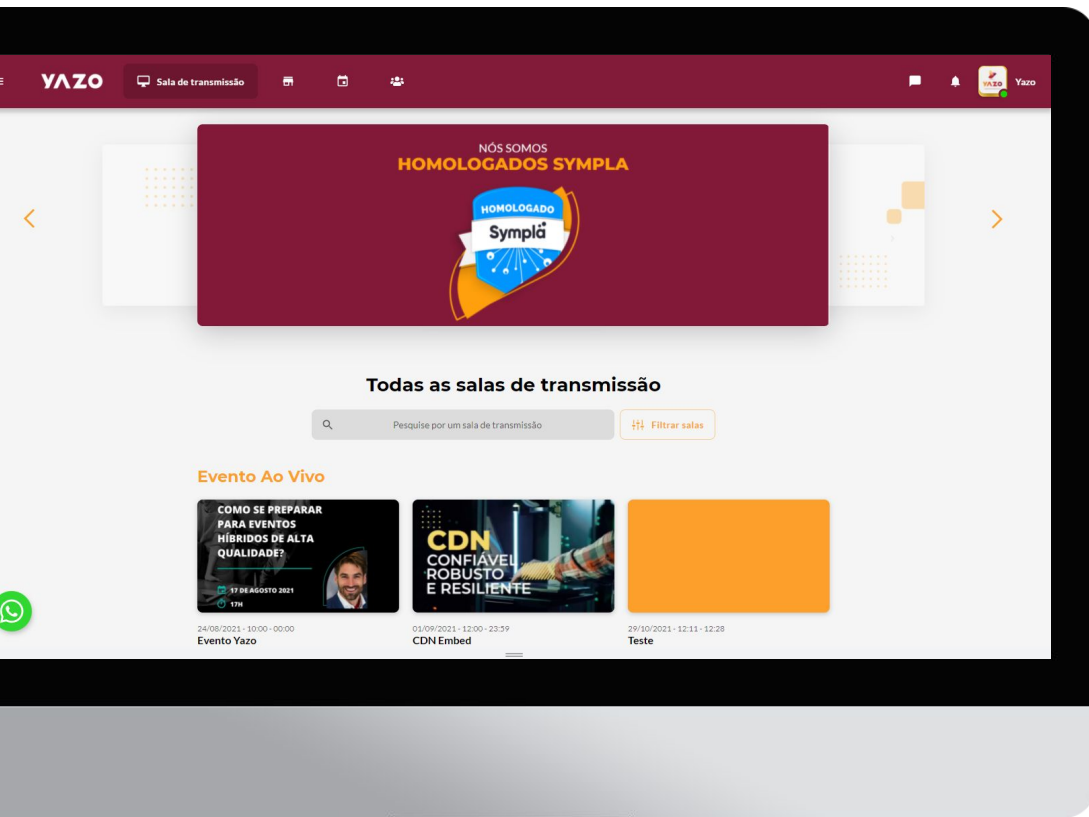 YAZO
Sala de transmissão
YAZO
Yazo
NÓS SOMOS
HOMOLOGADOS SYMPLA
HOMOLOGADO
Sympla
Todas as salas de transmissão
Pesquise por um sala de transmissão
Filtrar salas
Evento Ao Vivo
COMO SE PREPARAR
PARA EVENTOS
HÍBRIDOS DE ALTA
QUALIDADE?
17 DE AGOSTO 2021
17H
CDN
CONFIÁVEL
ROBUSTO
E RESILIENTE
24/08/2021 - 10:00 - 00:00
Evento Yazo
01/09/2021 - 12:00 - 23:59
CDN Embed
29/10/2021 - 12:11 - 12:28
Teste